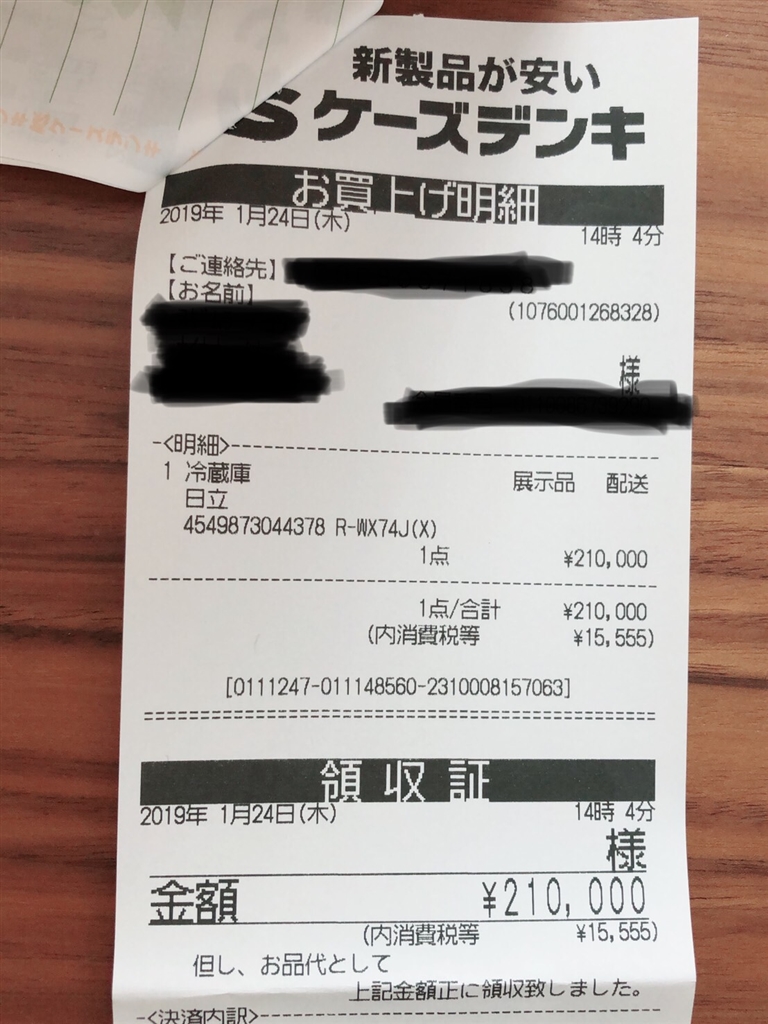 新製品が安い
Sケーズデンキ
お買上げ明細
2019年 1月24日(木)
14時 4分
【ご連絡先】
【お名前】
(1076001268328)
様
-<明細>-
1 冷蔵庫 展示品 配送
日立
4549873044378 R-WX74J(X)
1点 ¥210,000
1点/合計 ¥210,000
(内消費税等 ¥15,555)
[0111247-011148560-2310008157063]
領収証
2019年 1月24日(木) 14時 4分
様
金額 ¥210,000
(内消費税等 ¥15,555)
但し、お品代として
上記金額正に領収致しました。
-<決済内訳>-